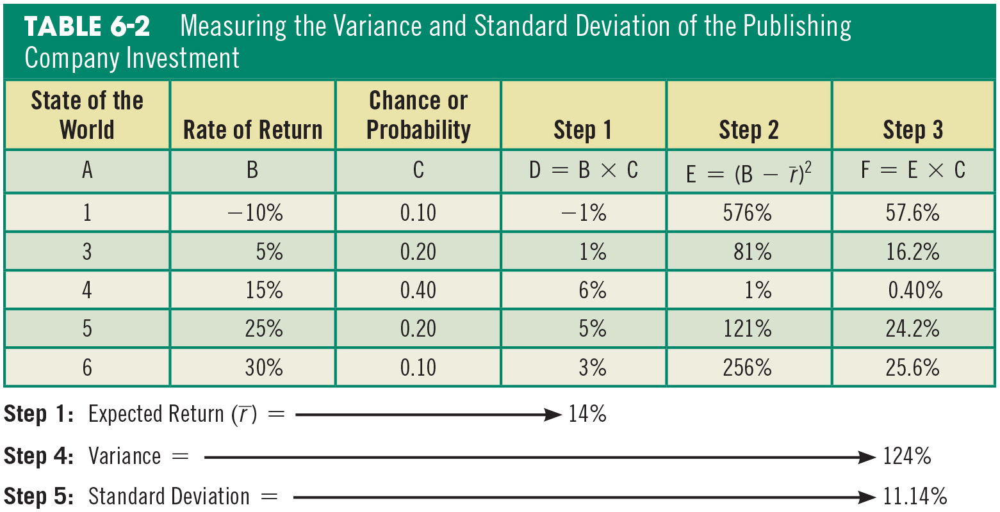 TABLE 6-2 Measuring the Variance and Standard Deviation of the Publishing
Company Investment
State of the World | Rate of Return | Chance or Probability | Step 1 | Step 2 | Step 3
A | B | C | D = B × C | E = (B − r̄)² | F = E × C
1 | −10% | 0.10 | −1% | 576% | 57.6%
3 | 5% | 0.20 | 1% | 81% | 16.2%
4 | 15% | 0.40 | 6% | 1% | 0.40%
5 | 25% | 0.20 | 5% | 121% | 24.2%
6 | 30% | 0.10 | 3% | 256% | 25.6%
Step 1: Expected Return (r̄) = → 14%
Step 4: Variance = → 124%
Step 5: Standard Deviation = → 11.14%